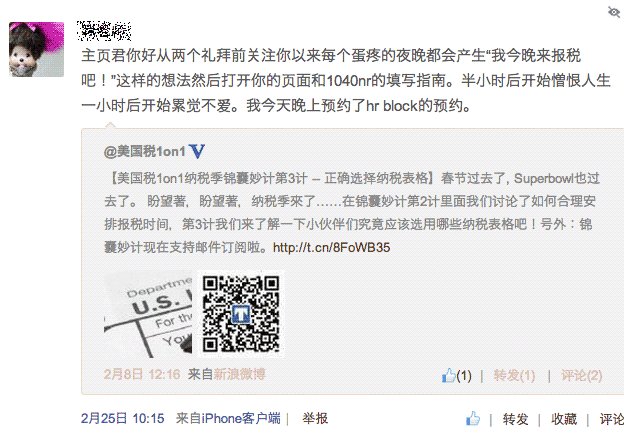 主页君你好从两个礼拜前关注你以来每个蛋疼的夜晚都会产生“我今晚来报税
吧！”这样的想法然后打开你的页面和1040nr的填写指南。半小时后开始憎恨人生
一小时后开始累觉不爱。我今天晚上预约了hr block的预约。
@美国税1on1
【美国税1on1纳税季锦囊妙计第3计 – 正确选择纳税表格】春节过去了, Superbowl也过
去了。 盼望著， 盼望著， 纳税季來了……在锦囊妙计第2计里面我们讨论了如何合理安
排报税时间， 第3计我们来了解一下小伙伴们究竟应该选用哪些纳税表格吧！号外：锦
囊妙计现在支持邮件订阅啦。http://t.cn/8FoWB35
Departme
U.S. I
For the
You
2月8日 12:16 来自新浪微博
(1) | 转发(1) | 评论(2)
2月25日 10:15 来自iPhone客户端 | 举报
| 转发 | 收藏 | 评论